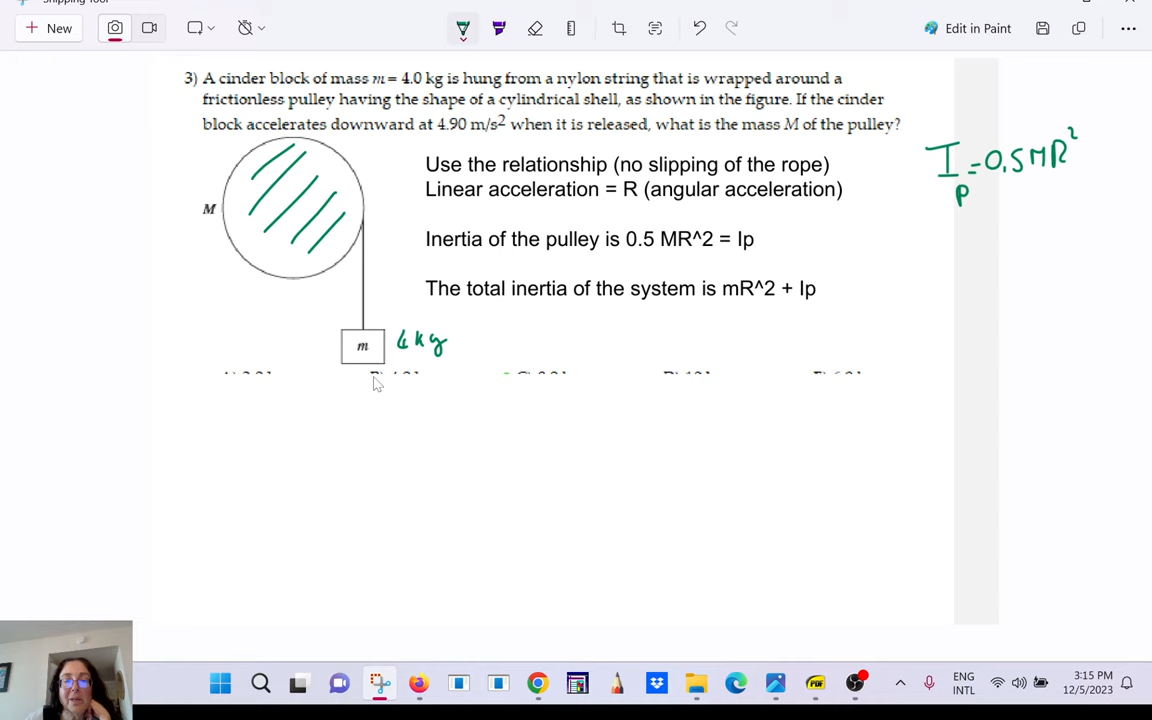 New
Edit in Paint
3) A cinder block of mass m = 4.0 kg is hung from a nylon string that is wrapped around a
frictionless pulley having the shape of a cylindrical shell, as shown in the figure. If the cinder
block accelerates downward at 4.90 m/s2 when it is released, what is the mass M of the pulley?
Use the relationship (no slipping of the rope)
Linear acceleration = R (angular acceleration)
I = 0.5 MR2
P
M
Inertia of the pulley is 0.5 MR^2 = Ip
The total inertia of the system is mR^2 + Ip
m
4 kg
ENG
INTL
3:15 PM
12/5/2023